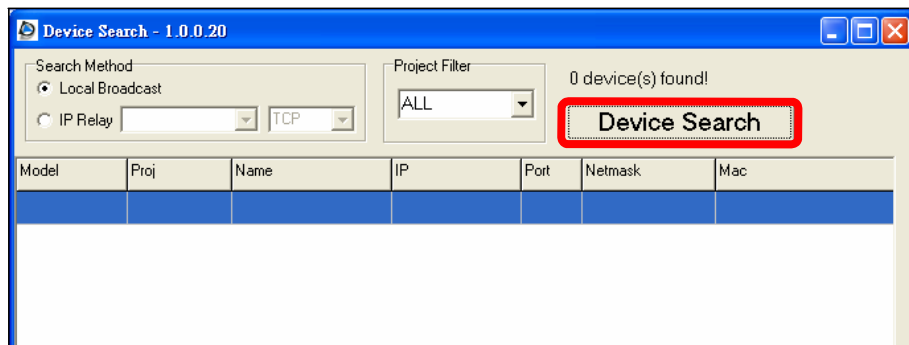 Device Search - 1.0.0.20
Search Method
Local Broadcast
IP Relay TCP
Project Filter
ALL
0 device(s) found!
Device Search
Model Proj Name IP Port Netmask Mac